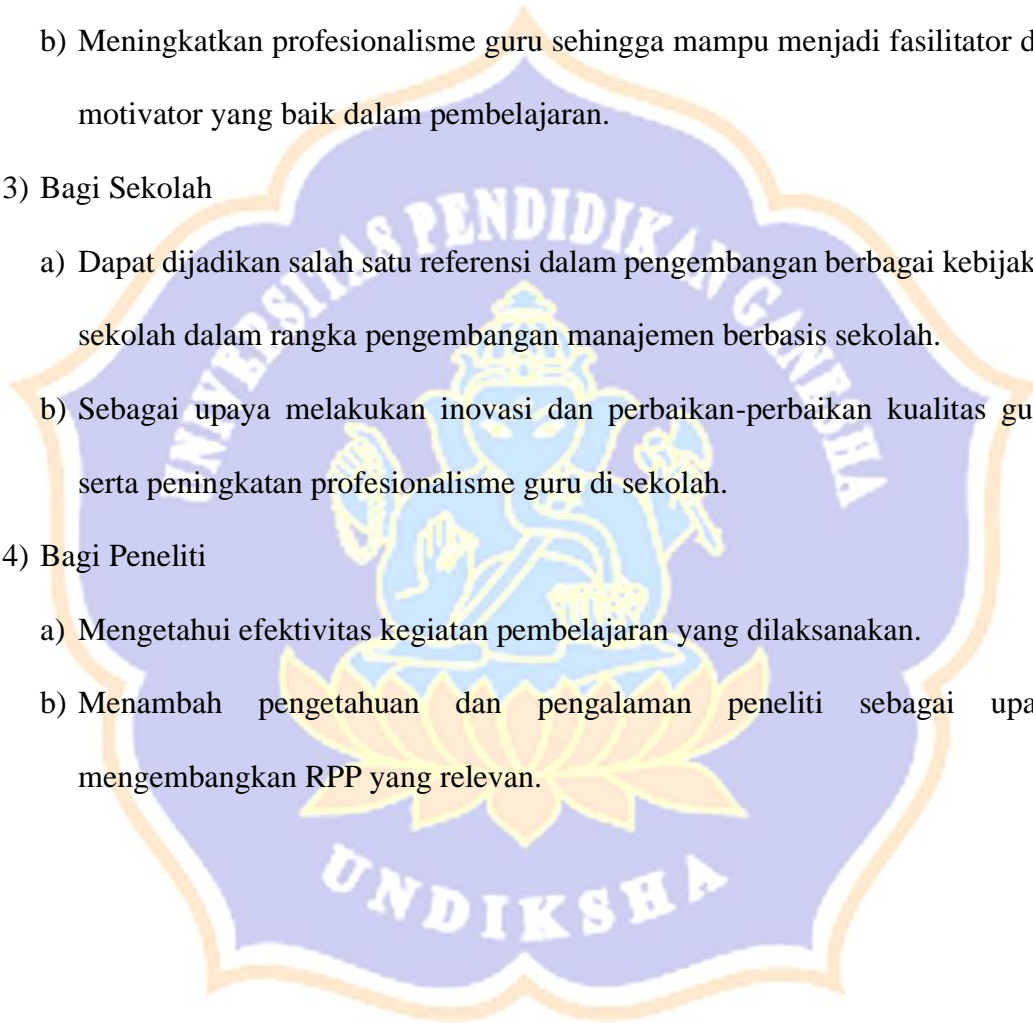 b) Meningkatkan profesionalisme guru sehingga mampu menjadi fasilitator d
motivator yang baik dalam pembelajaran.
3) Bagi Sekolah
a) Dapat dijadikan salah satu referensi dalam pengembangan berbagai kebijak
sekolah dalam rangka pengembangan manajemen berbasis sekolah.
b) Sebagai upaya melakukan inovasi dan perbaikan-perbaikan kualitas gu
serta peningkatan profesionalisme guru di sekolah.
4) Bagi Peneliti
a) Mengetahui efektivitas kegiatan pembelajaran yang dilaksanakan.
b) Menambah pengetahuan dan pengalaman peneliti sebagai upa
mengembangkan RPP yang relevan.
UNIVERSITAS PENDIDIKAN GANESHA
UNDIKSHA